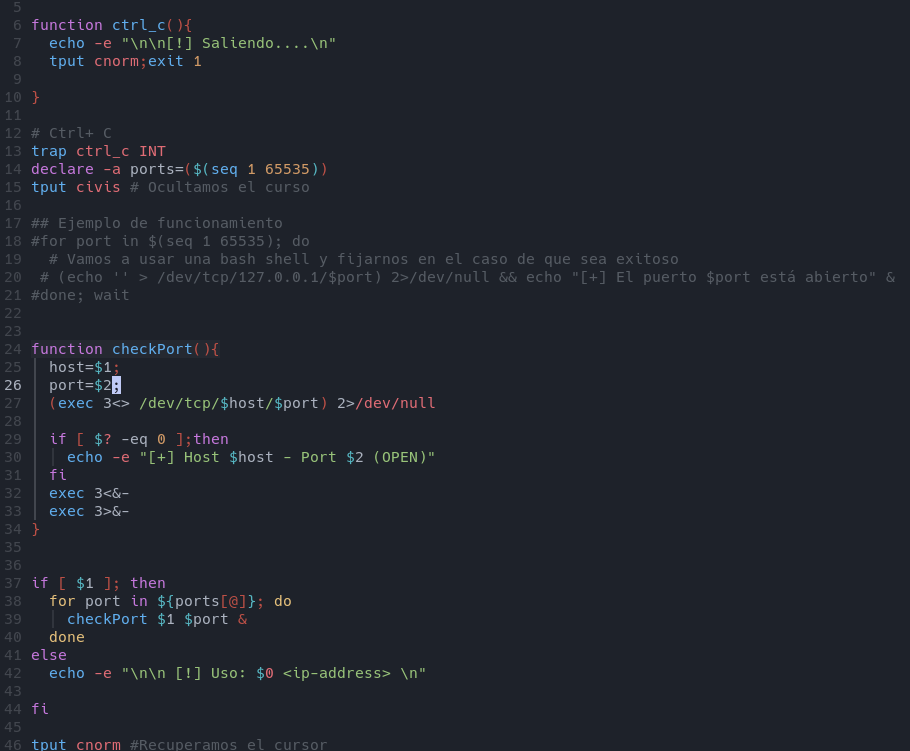 5
6 function ctrl_c(){
7   echo -e "\n\n[!] Saliendo....\n"
8   tput cnorm;exit 1
9
10 }
11
12 # Ctrl+ C
13 trap ctrl_c INT
14 declare -a ports=($(seq 1 65535))
15 tput civis # Ocultamos el curso
16
17 ## Ejemplo de funcionamiento
18 #for port in $(seq 1 65535); do
19   # Vamos a usar una bash shell y fijarnos en el caso de que sea exitoso
20  # (echo '' > /dev/tcp/127.0.0.1/$port) 2>/dev/null && echo "[+] El puerto $port está abierto" &
21 #done; wait
22
23
24 function checkPort(){
25   host=$1;
26   port=$2;
27   (exec 3<> /dev/tcp/$host/$port) 2>/dev/null
28
29   if [ $? -eq 0 ];then
30     echo -e "[+] Host $host - Port $2 (OPEN)"
31   fi
32   exec 3<&-
33   exec 3>&-
34 }
35
36
37 if [ $1 ]; then
38   for port in ${ports[@]}; do
39     checkPort $1 $port &
40   done
41 else
42   echo -e "\n\n [!] Uso: $0 <ip-address> \n"
43
44 fi
45
46 tput cnorm #Recuperamos el cursor